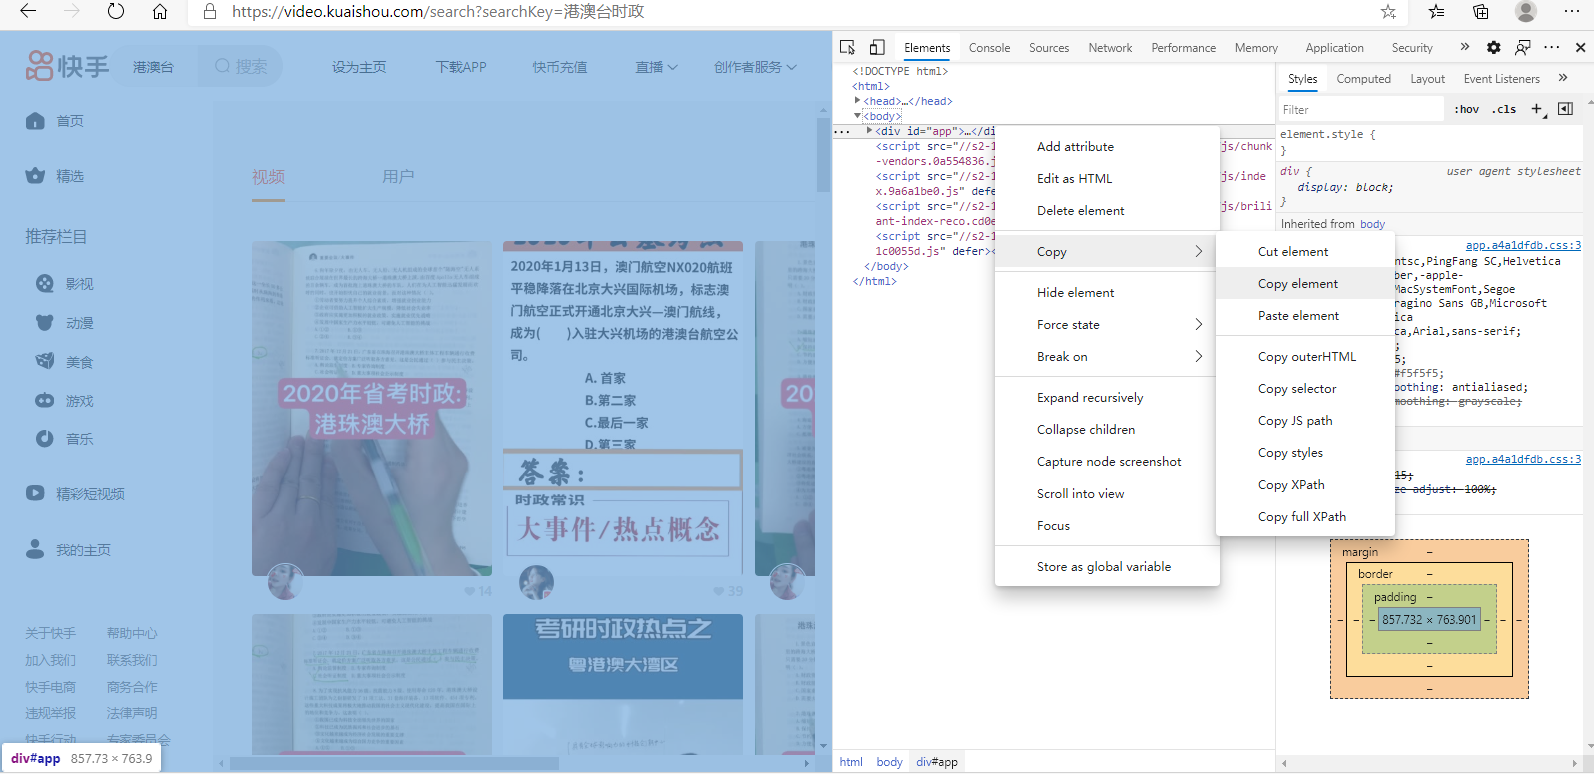 https://video.kuaishou.com/search?searchKey=港澳台时政
快手
港澳台
搜索
设为主页
下载APP
快币充值
直播
创作者服务
首页
精选
推荐栏目
影视
动漫
美食
游戏
音乐
精彩短视频
我的主页
关于快手 帮助中心
加入我们 联系我们
快手电商 商务合作
违规举报 法律声明
快手行动 专家委员会
div#app 857.73 × 763.9
视频
用户
2020年省考时政:
港珠澳大桥
14
2020年1月13日，澳门航空NX020航班
平稳降落在北京大兴国际机场，标志澳
门航空正式开通北京大兴—澳门航线，
成为( )入驻大兴机场的港澳台航空公
司。
A. 首家
B.第二家
C.最后一家
D.第三家
答案：
时政常识
大事件/热点概念
39
20
考研时政热点之
粤港澳大湾区
Elements
Console
Sources
Network
Performance
Memory
Application
Security
<!DOCTYPE html>
<html>
<head>…</head>
<body>
<div id="app">…</di
<script src="//s2-1
js/chunk
-vendors.0a554836.j
<script src="//s2-1
js/inde
x.9a6a1be0.js" defe
<script src="//s2-1
js/brili
ant-index-reco.cd0e
<script src="//s2-1
1c0055d.js" defer>
</body>
</html>
Add attribute
Edit as HTML
Delete element
Copy
Hide element
Force state
Break on
Expand recursively
Collapse children
Capture node screenshot
Scroll into view
Focus
Store as global variable
Cut element
Copy element
Paste element
Copy outerHTML
Copy selector
Copy JS path
Copy styles
Copy XPath
Copy full XPath
Styles
Computed
Layout
Event Listeners
Filter
:hov
.cls
element.style {
}
div {
user agent stylesheet
display: block;
}
Inherited from body
app.a4a1dfdb.css:3
ntsc,PingFang SC,Helvetica
ber,-apple-
MacSystemFont,Segoe
ragino Sans GB,Microsoft
ica
ca,Arial,sans-serif;
;
5;
#f5f5f5;
oothing: antialiased;
moothing: grayscale;
app.a4a1dfdb.css:3
15;
ze-adjust: 100%;
margin
border
padding
857.732 × 763.901
html
body
div#app